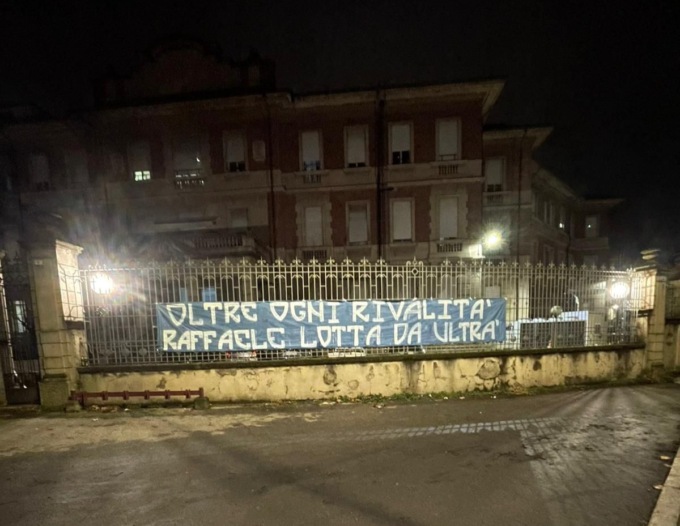 OLTRE OGNI RIVALITA'
RAFFAELE LOTTA DA ULTRA'